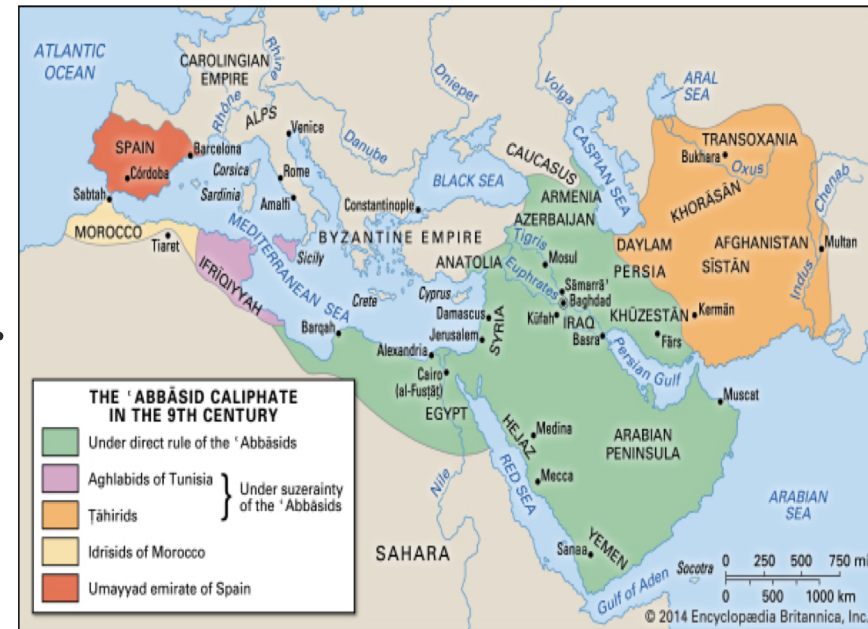 ATLANTIC
OCEAN
CAROLINGIAN
EMPIRE
Rhine
Rhône
ALPS
Dnieper
Volga
ARAL
SEA
Danube
Venice
SPAIN
Barcelona
Córdoba
Corsica
Sardinia
Rome
Amalfi
Constantinople
BLACK SEA
CAUCASUS
CASPIAN SEA
TRANSOXANIA
Bukhara
Oxus
KHORĀSĀN
Chenab
ARMENIA
AZERBAIJAN
Sabtah
MOROCCO
Tiaret
MEDITERRANEAN SEA
Sicily
BYZANTINE EMPIRE
ANATOLIA
Tigris
Mosul
DAYLAM
PERSIA
AFGHANISTAN
SĪSTĀN
Multan
Indus
IFRĪQIYYAH
Crete
Cyprus
Euphrates
Sāmarrā'
Baghdad
Damascus
SYRIA
Kūfah
IRAQ
KHŪZESTĀN
Kermān
Barqah
Jerusalem
Basra
Fārs
Alexandria
Persian Gulf
Cairo
(al-Fusṭāṭ)
EGYPT
Muscat
HEJAZ
Medina
ARABIAN
PENINSULA
Mecca
RED SEA
Nile
ARABIAN
SEA
SAHARA
Sanaa
YEMEN
Gulf of Aden
Socotra
THE ʿABBĀSID CALIPHATE
IN THE 9TH CENTURY
Under direct rule of the ʿAbbāsids
Aghlabids of Tunisia
Ṭāhirids
Under suzerainty
of the ʿAbbāsids
Idrisids of Morocco
Umayyad emirate of Spain
0 250 500 750 mi
0 500 1000 km
© 2014 Encyclopædia Britannica, Inc.